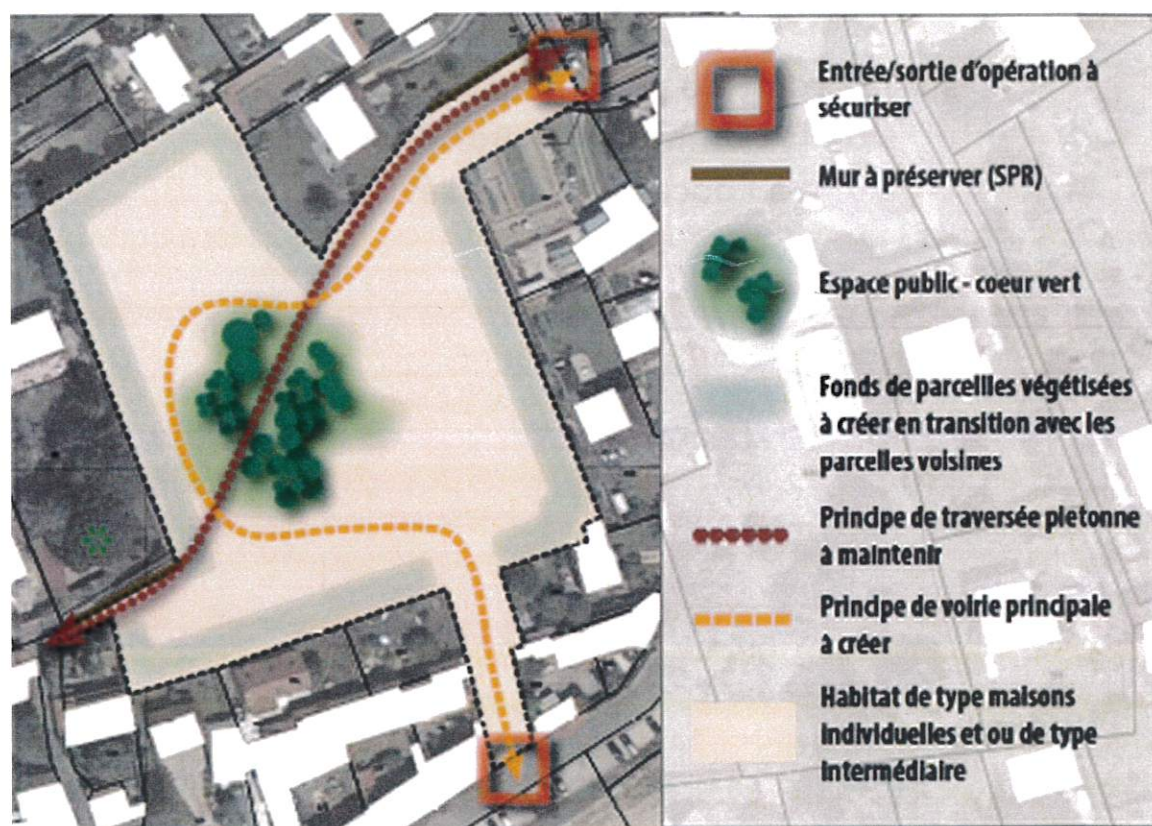 Entrée/sortie d'opération à
sécuriser
Mur à préserver (SPR)
Espace public - coeur vert
Fonds de parcelles végétisées
à créer en transition avec les
parcelles voisines
Principe de traversée pietonne
à maintenir
Principe de voirie principale
à créer
Habitat de type maisons
individuelles et ou de type
intermédiaire